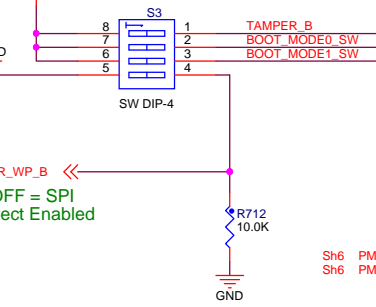 S3
8 1 TAMPER_B
7 2 BOOT_MODE0_SW
6 3 BOOT_MODE1_SW
5 4
SW DIP-4
R_WP_B
OFF = SPI
ect Enabled
R712
10.0K
Sh6 PM
Sh6 PM
GND